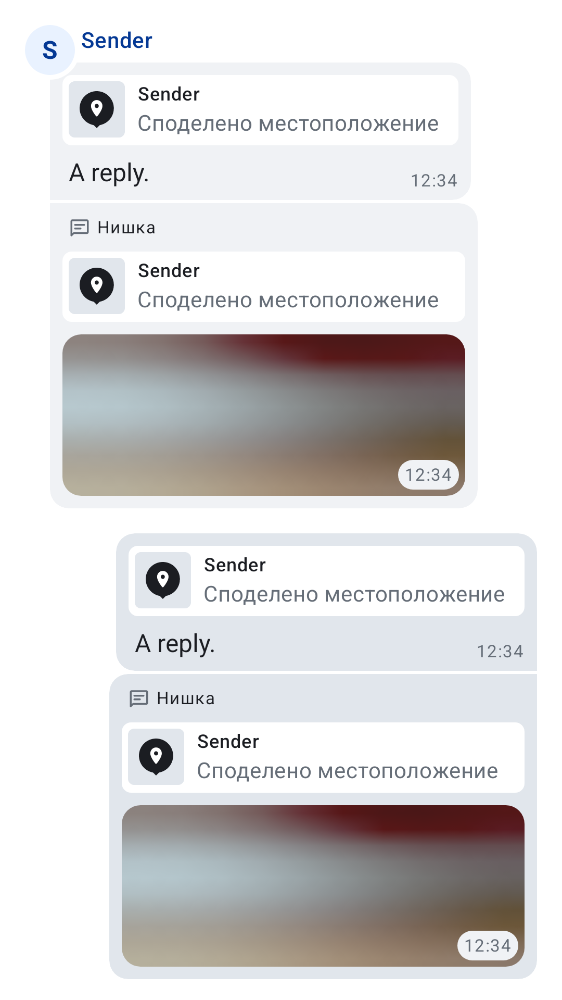 S
Sender
Sender
Споделено местоположение
A reply.
12:34
Нишка
Sender
Споделено местоположение
12:34
Sender
Споделено местоположение
A reply.
12:34
Нишка
Sender
Споделено местоположение
12:34